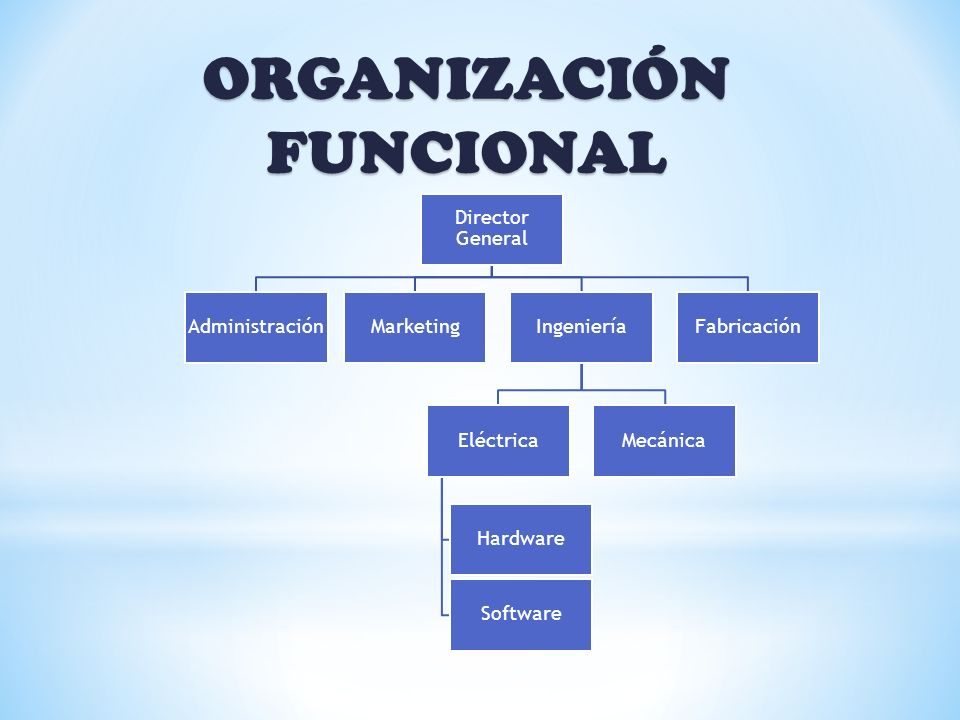 ORGANIZACIÓN
FUNCIONAL
Director
General
Administración
Marketing
Ingeniería
Fabricación
Eléctrica
Mecánica
Hardware
Software